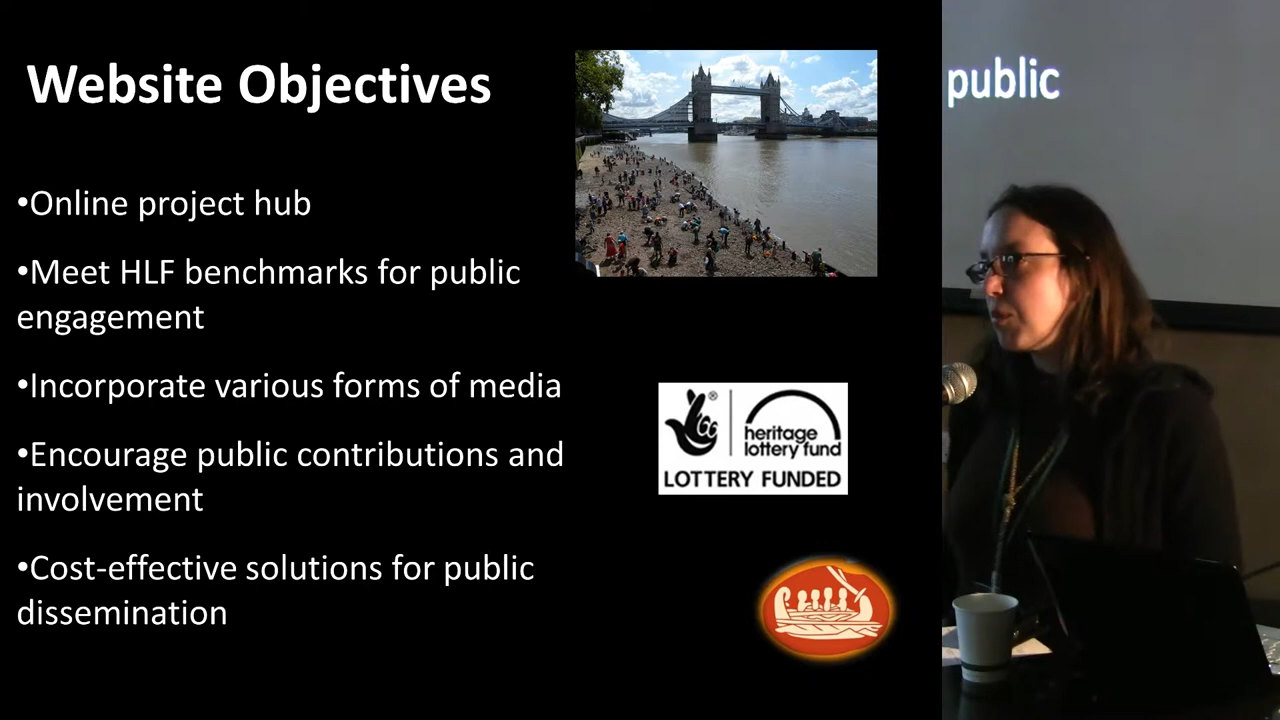 Website Objectives
•Online project hub
•Meet HLF benchmarks for public
engagement
•Incorporate various forms of media
•Encourage public contributions and
involvement
•Cost-effective solutions for public
dissemination
®
heritage
lottery fund
LOTTERY FUNDED
public